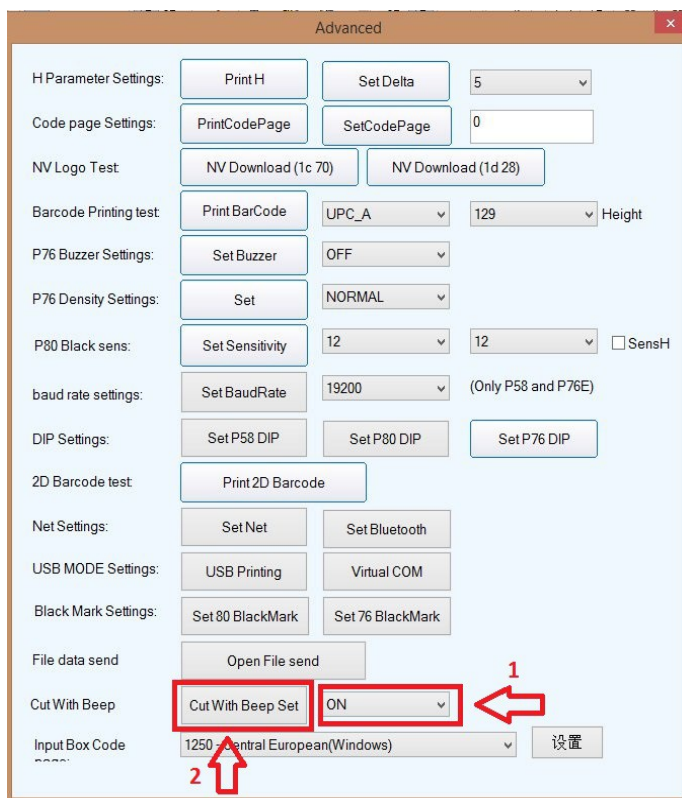 Advanced
H Parameter Settings: Print H Set Delta 5
Code page Settings: PrintCodePage SetCodePage 0
NV Logo Test: NV Download (1c 70) NV Download (1d 28)
Barcode Printing test: Print BarCode UPC_A 129 Height
P76 Buzzer Settings: Set Buzzer OFF
P76 Density Settings: Set NORMAL
P80 Black sens: Set Sensitivity 12 12 SensH
baud rate settings: Set BaudRate 19200 (Only P58 and P76E)
DIP Settings: Set P58 DIP Set P80 DIP Set P76 DIP
2D Barcode test: Print 2D Barcode
Net Settings: Set Net Set Bluetooth
USB MODE Settings: USB Printing Virtual COM
Black Mark Settings: Set 80 BlackMark Set 76 BlackMark
File data send Open File send
1
Cut With Beep Cut With Beep Set ON
Input Box Code 1250 - Central European(Windows) 设置
2